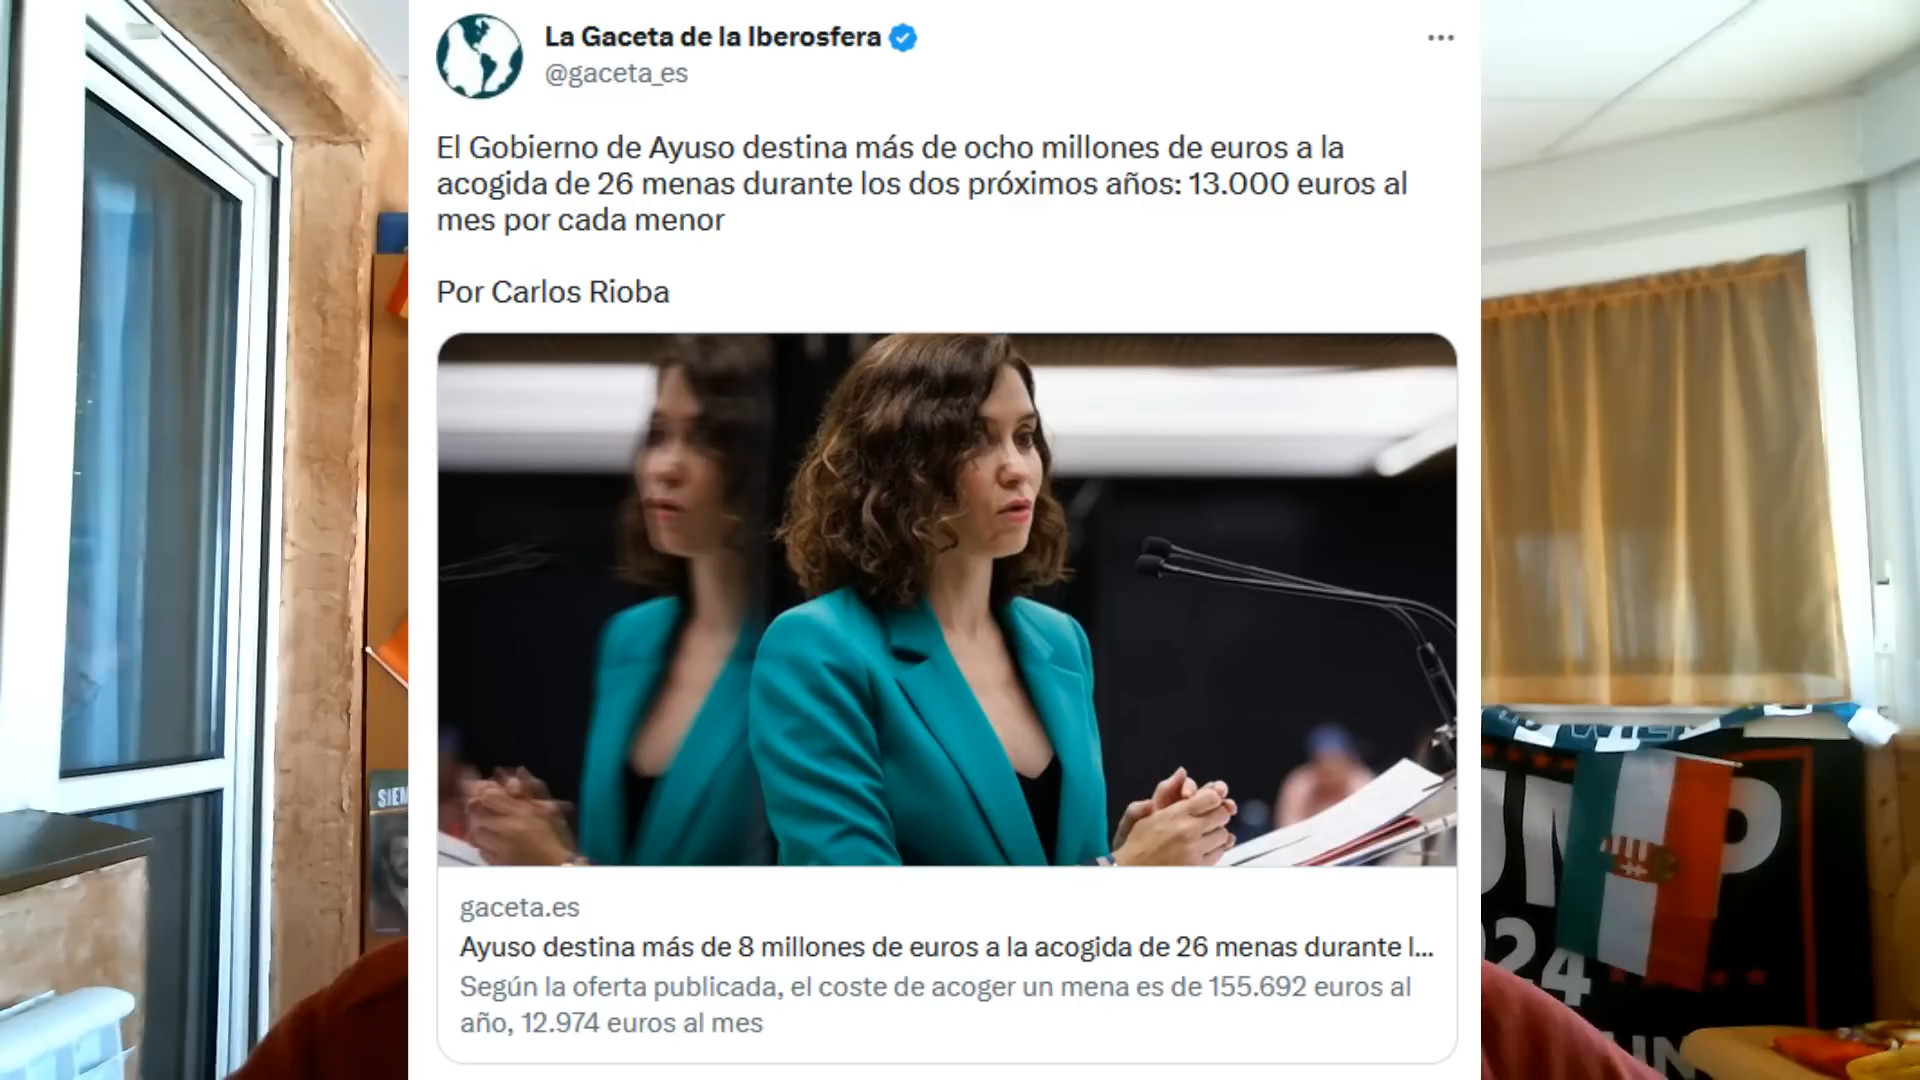 La Gaceta de la Iberosfera
@gaceta_es
El Gobierno de Ayuso destina más de ocho millones de euros a la
acogida de 26 menas durante los dos próximos años: 13.000 euros al
mes por cada menor
Por Carlos Rioba
gaceta.es
Ayuso destina más de 8 millones de euros a la acogida de 26 menas durante l...
Según la oferta publicada, el coste de acoger un mena es de 155.692 euros al
año, 12.974 euros al mes
SIEM